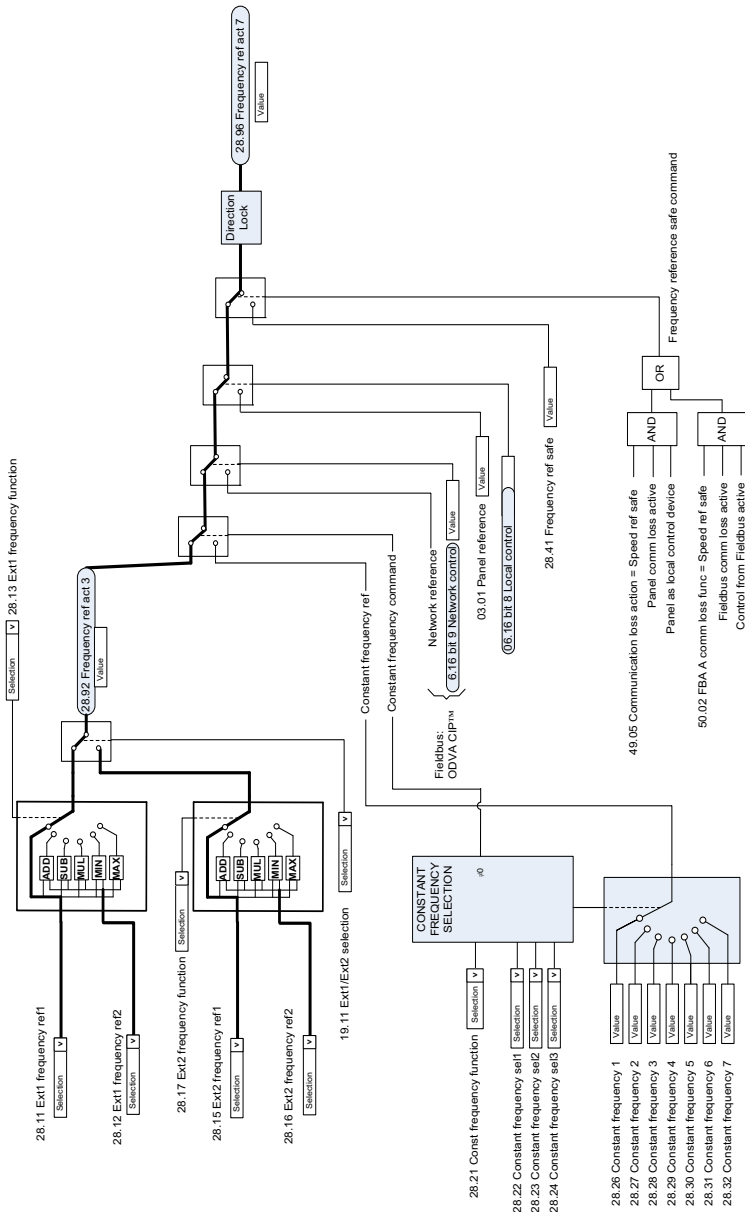 28.11 Ext1 frequency ref1
Selection v
28.12 Ext1 frequency ref2
Selection v
28.13 Ext1 frequency function
Selection v
ADD
SUB
MUL
MIN
MAX
28.17 Ext2 frequency function
Selection v
28.15 Ext2 frequency ref1
Selection v
28.16 Ext2 frequency ref2
Selection v
ADD
SUB
MUL
MIN
MAX
19.11 Ext1/Ext2 selection
Selection v
28.92 Frequency ref act 3
Value
28.21 Const frequency function
Selection v
28.22 Constant frequency sel1
Selection v
28.23 Constant frequency sel2
Selection v
28.24 Constant frequency sel3
Selection v
CONSTANT
FREQUENCY
SELECTION
≠0
28.26 Constant frequency 1
Value
28.27 Constant frequency 2
Value
28.28 Constant frequency 3
Value
28.29 Constant frequency 4
Value
28.30 Constant frequency 5
Value
28.31 Constant frequency 6
Value
28.32 Constant frequency 7
Value
Constant frequency ref
Constant frequency command
Fieldbus:
ODVA CIP™
Network reference
6.16 bit 9 Network control
Value
03.01 Panel reference
Value
06.16 bit 8 Local control
28.41 Frequency ref safe
Value
49.05 Communication loss action = Speed ref safe
Panel comm loss active
Panel as local control device
AND
50.02 FBA A comm loss func = Speed ref safe
Fieldbus comm loss active
Control from Fieldbus active
AND
OR
Frequency reference safe command
Direction
Lock
28.96 Frequency ref act 7
Value